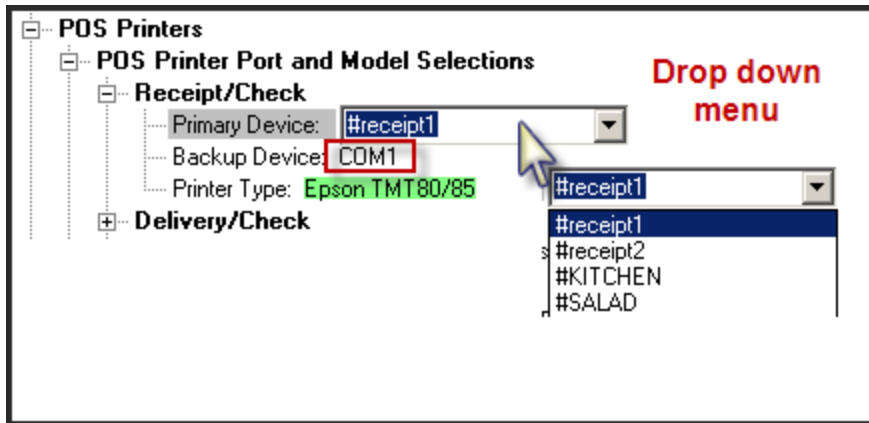 POS Printers
POS Printer Port and Model Selections
Receipt/Check
Drop down
menu
Primary Device: #receipt1
Backup Device: COM1
Printer Type: Epson TMT80/85
#receipt1
Delivery/Check
#receipt1
#receipt2
#KITCHEN
#SALAD